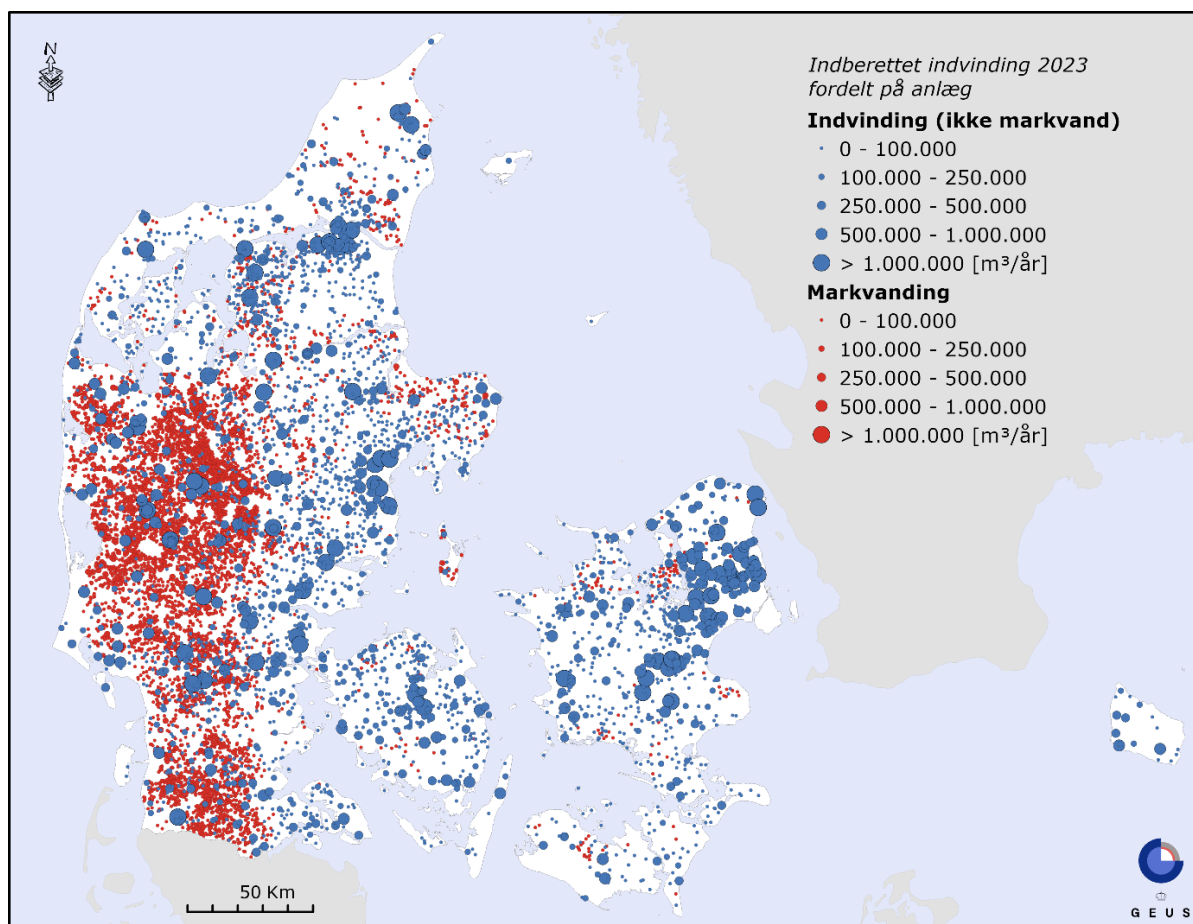 N
Indberettet indvinding 2023
fordelt på anlæg
Indvinding (ikke markvand)
0 - 100.000
100.000 - 250.000
250.000 - 500.000
500.000 - 1.000.000
> 1.000.000 [m³/år]
Markvanding
0 - 100.000
100.000 - 250.000
250.000 - 500.000
500.000 - 1.000.000
> 1.000.000 [m³/år]
50 Km
G E U S